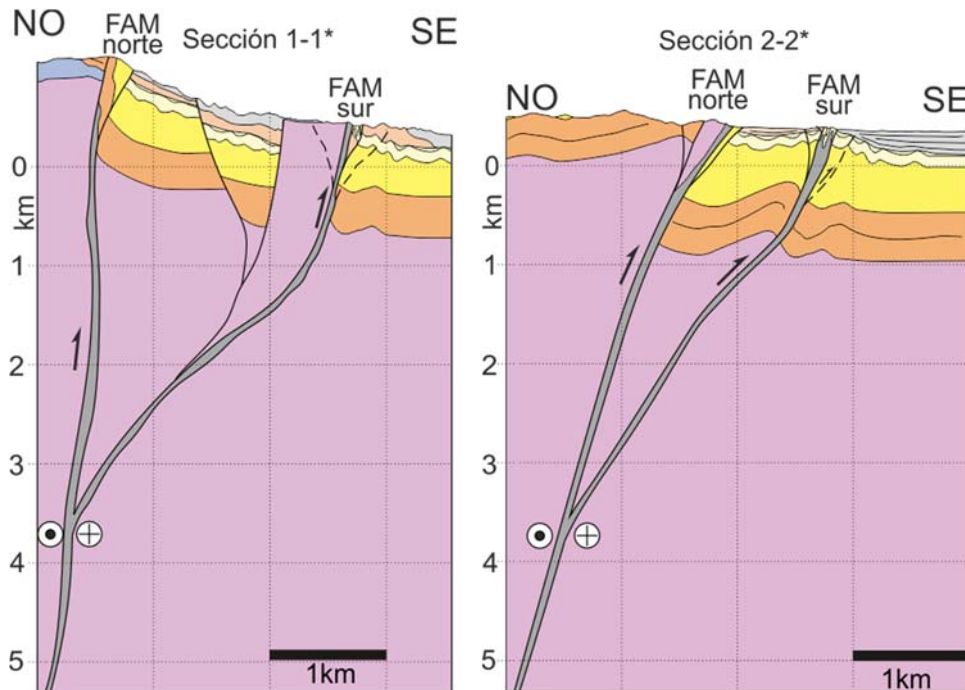 NO
FAM
norte
Sección 1-1*
SE
FAM
sur
0
km
1
2
3
4
5
1km
Sección 2-2*
NO
FAM
norte
FAM
sur
SE
0
km
1
2
3
4
5
1km